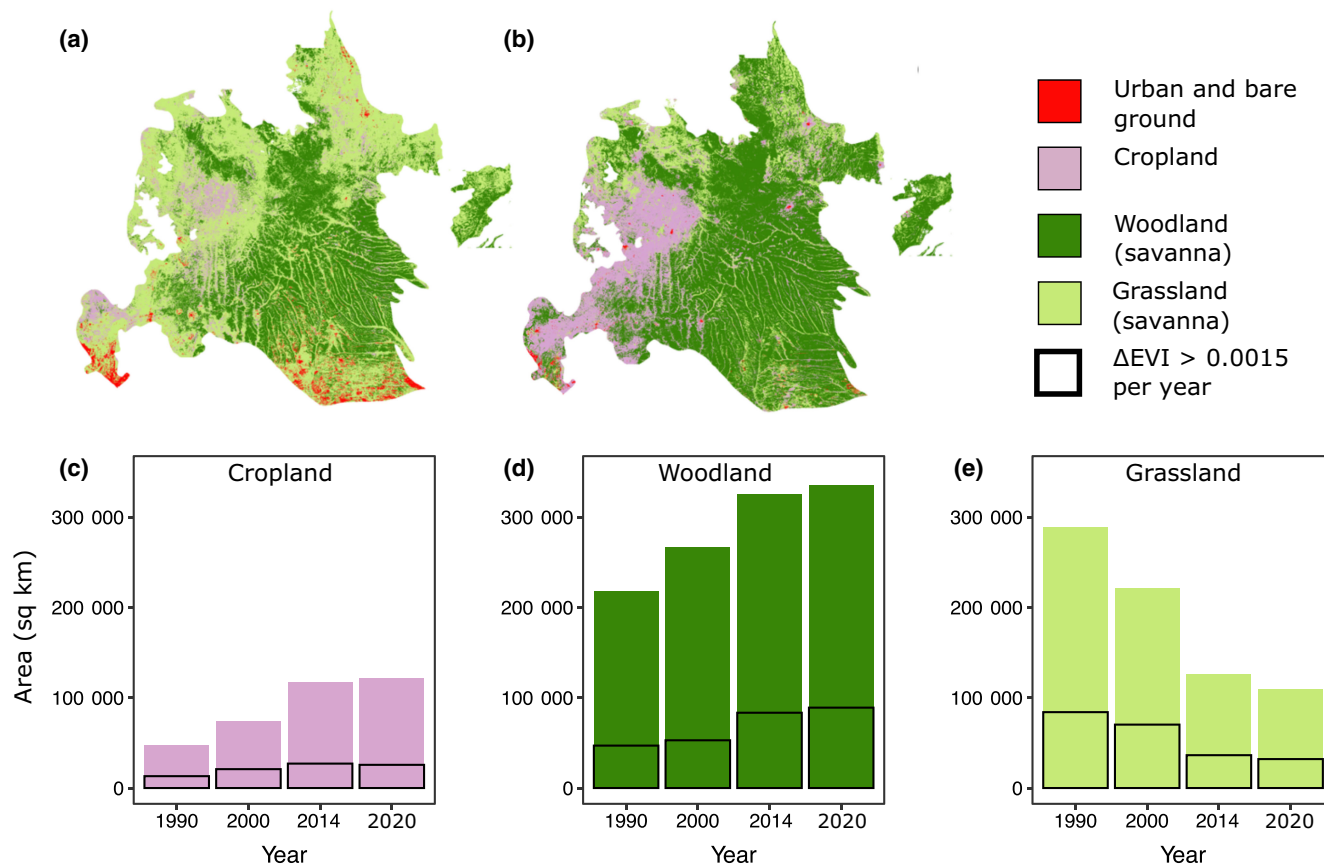 (a)
(b)
Urban and bare
ground
Cropland
Woodland
(savanna)
Grassland
(savanna)
ΔEVI > 0.0015
per year
(c)
Cropland
Area (sq km)
300 000
200 000
100 000
0
1990 2000 2014 2020
Year
(d)
Woodland
300 000
200 000
100 000
0
1990 2000 2014 2020
Year
(e)
Grassland
300 000
200 000
100 000
0
1990 2000 2014 2020
Year